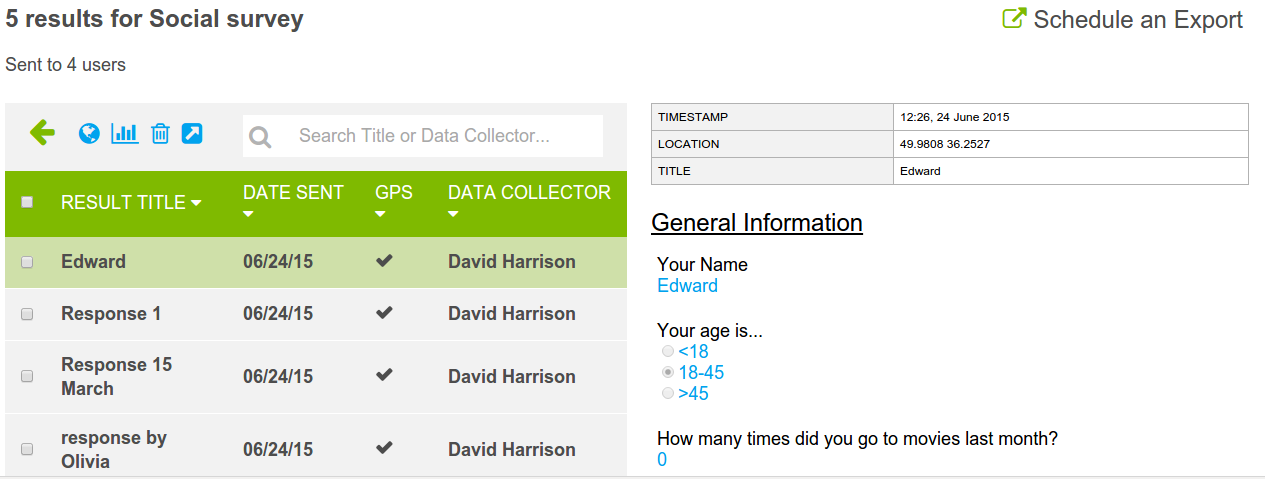 5 results for Social survey
Schedule an Export
Sent to 4 users
Search Title or Data Collector...
RESULT TITLE
DATE SENT
GPS
DATA COLLECTOR
Edward
06/24/15
David Harrison
Response 1
06/24/15
David Harrison
Response 15
March
06/24/15
David Harrison
response by
Olivia
06/24/15
David Harrison
TIMESTAMP
12:26, 24 June 2015
LOCATION
49.9808 36.2527
TITLE
Edward
General Information
Your Name
Edward
Your age is...
<18
18-45
>45
How many times did you go to movies last month?
0